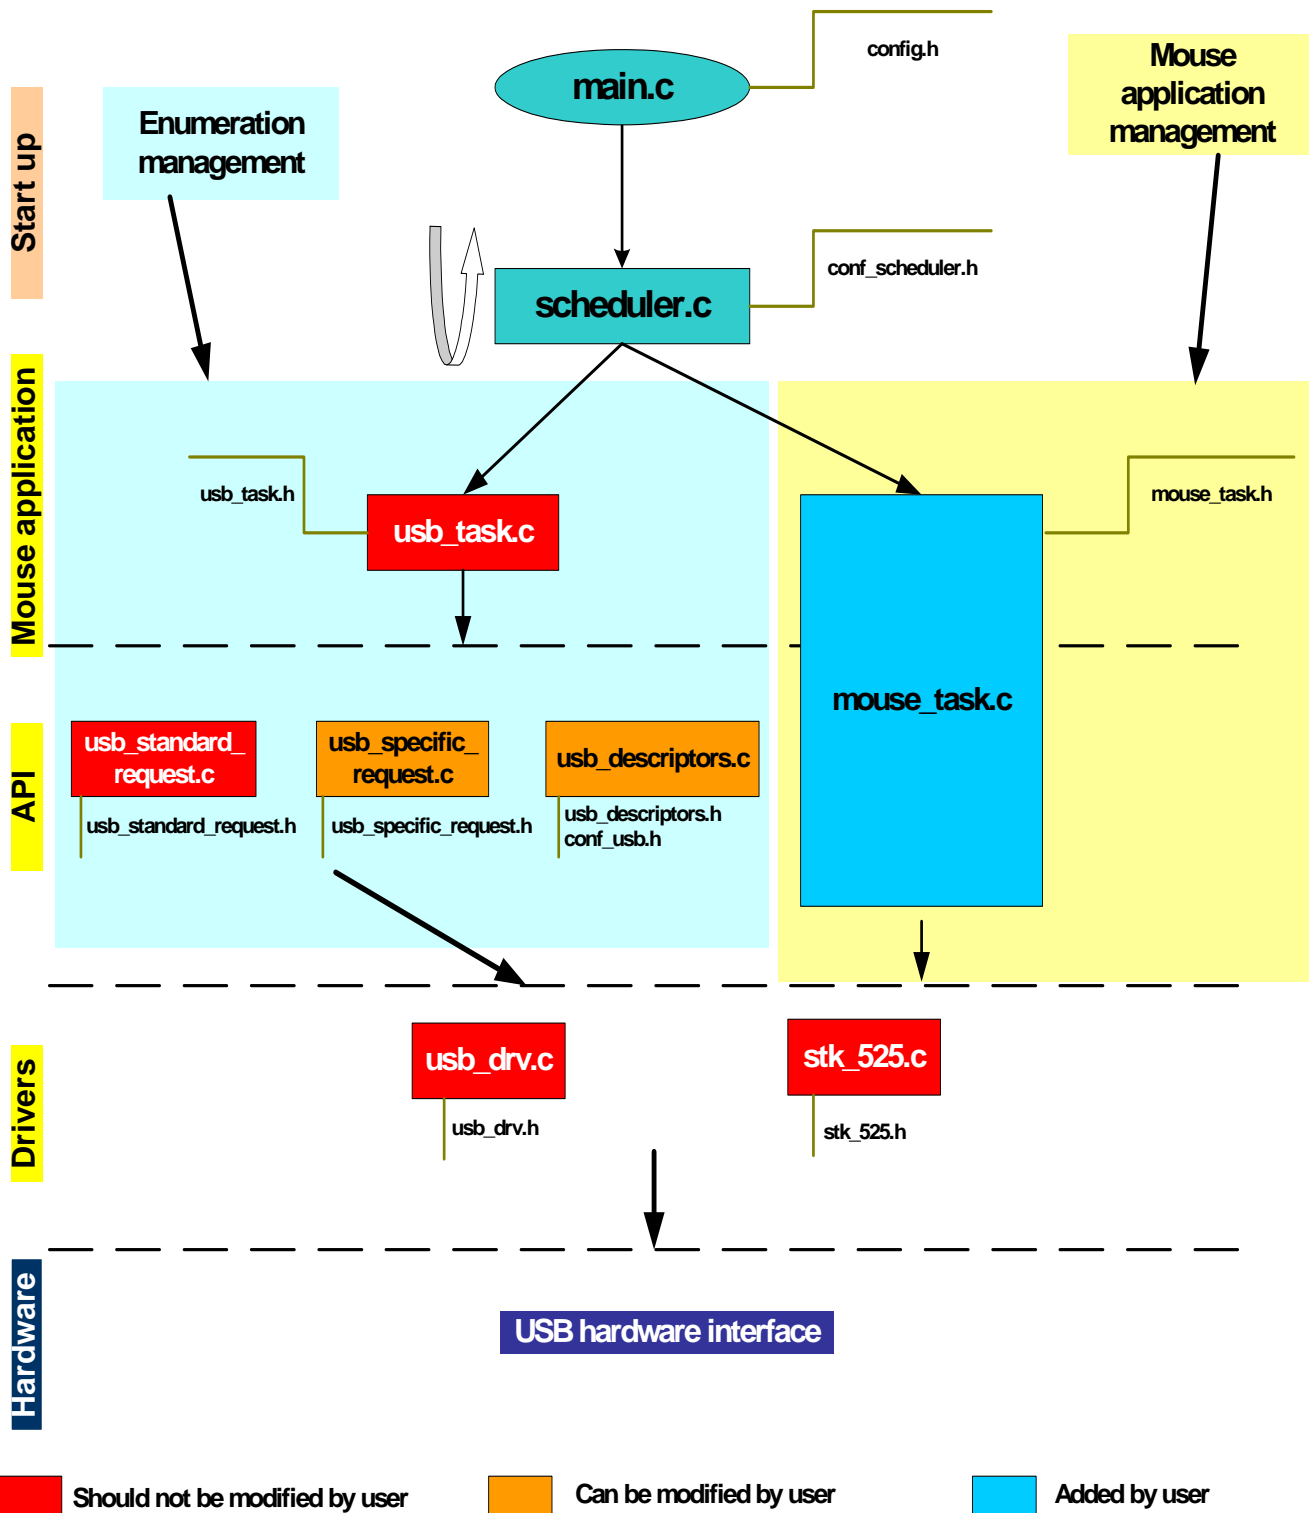 config.h
main.c
Mouse
application
management
Enumeration
management
Start up
conf_scheduler.h
scheduler.c
Mouse application
usb_task.h
usb_task.c
mouse_task.h
mouse_task.c
API
usb_standard_
request.c
usb_specific_
request.c
usb_descriptors.c
usb_standard_request.h
usb_specific_request.h
usb_descriptors.h
conf_usb.h
Drivers
usb_drv.c
stk_525.c
usb_drv.h
stk_525.h
Hardware
USB hardware interface
Should not be modified by user
Can be modified by user
Added by user